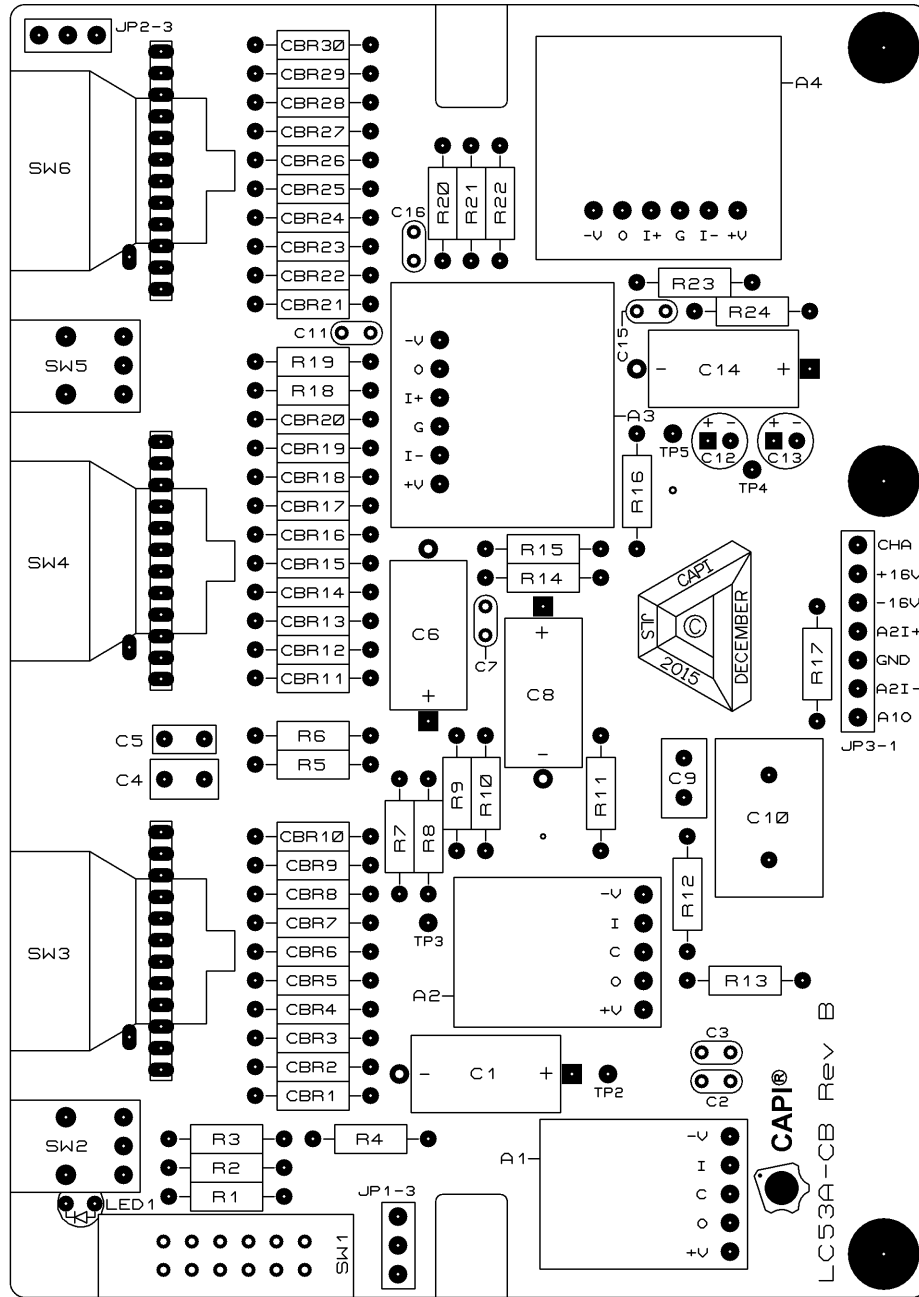 JP2-3
CBR30
CBR29
CBR28
CBR27
CBR26
CBR25
CBR24
CBR23
CBR22
CBR21
SW6
A4
R20
R21
R22
C16
-V O I+ G I- +V
R23
R24
C15
C11
SW5
R19
R18
CBR20
CBR19
CBR18
CBR17
CBR16
CBR15
CBR14
CBR13
CBR12
CBR11
-V
O
I+
G
I-
+V
A3
- C14 +
+ -
C12
+ -
C13
TP5
TP4
R16
SW4
R15
R14
C6
+
C7
+
C8
-
CAPI
JLS
©
2015
DECEMBER
R17
CHA
+16V
-16V
A2I+
GND
A2I-
A10
JP3-1
C5
C4
R6
R5
R9
R10
R11
C9
C10
R7
R8
R12
TP3
CBR10
CBR9
CBR8
CBR7
CBR6
CBR5
CBR4
CBR3
CBR2
CBR1
SW3
-V
I
C
O
+V
A2
R13
- C1 +
TP2
C3
C2
SW2
R3
R2
R1
R4
LED1
SW1
JP1-3
A1
-V
I
C
O
+V
CAPI®
LC53A-CB Rev B